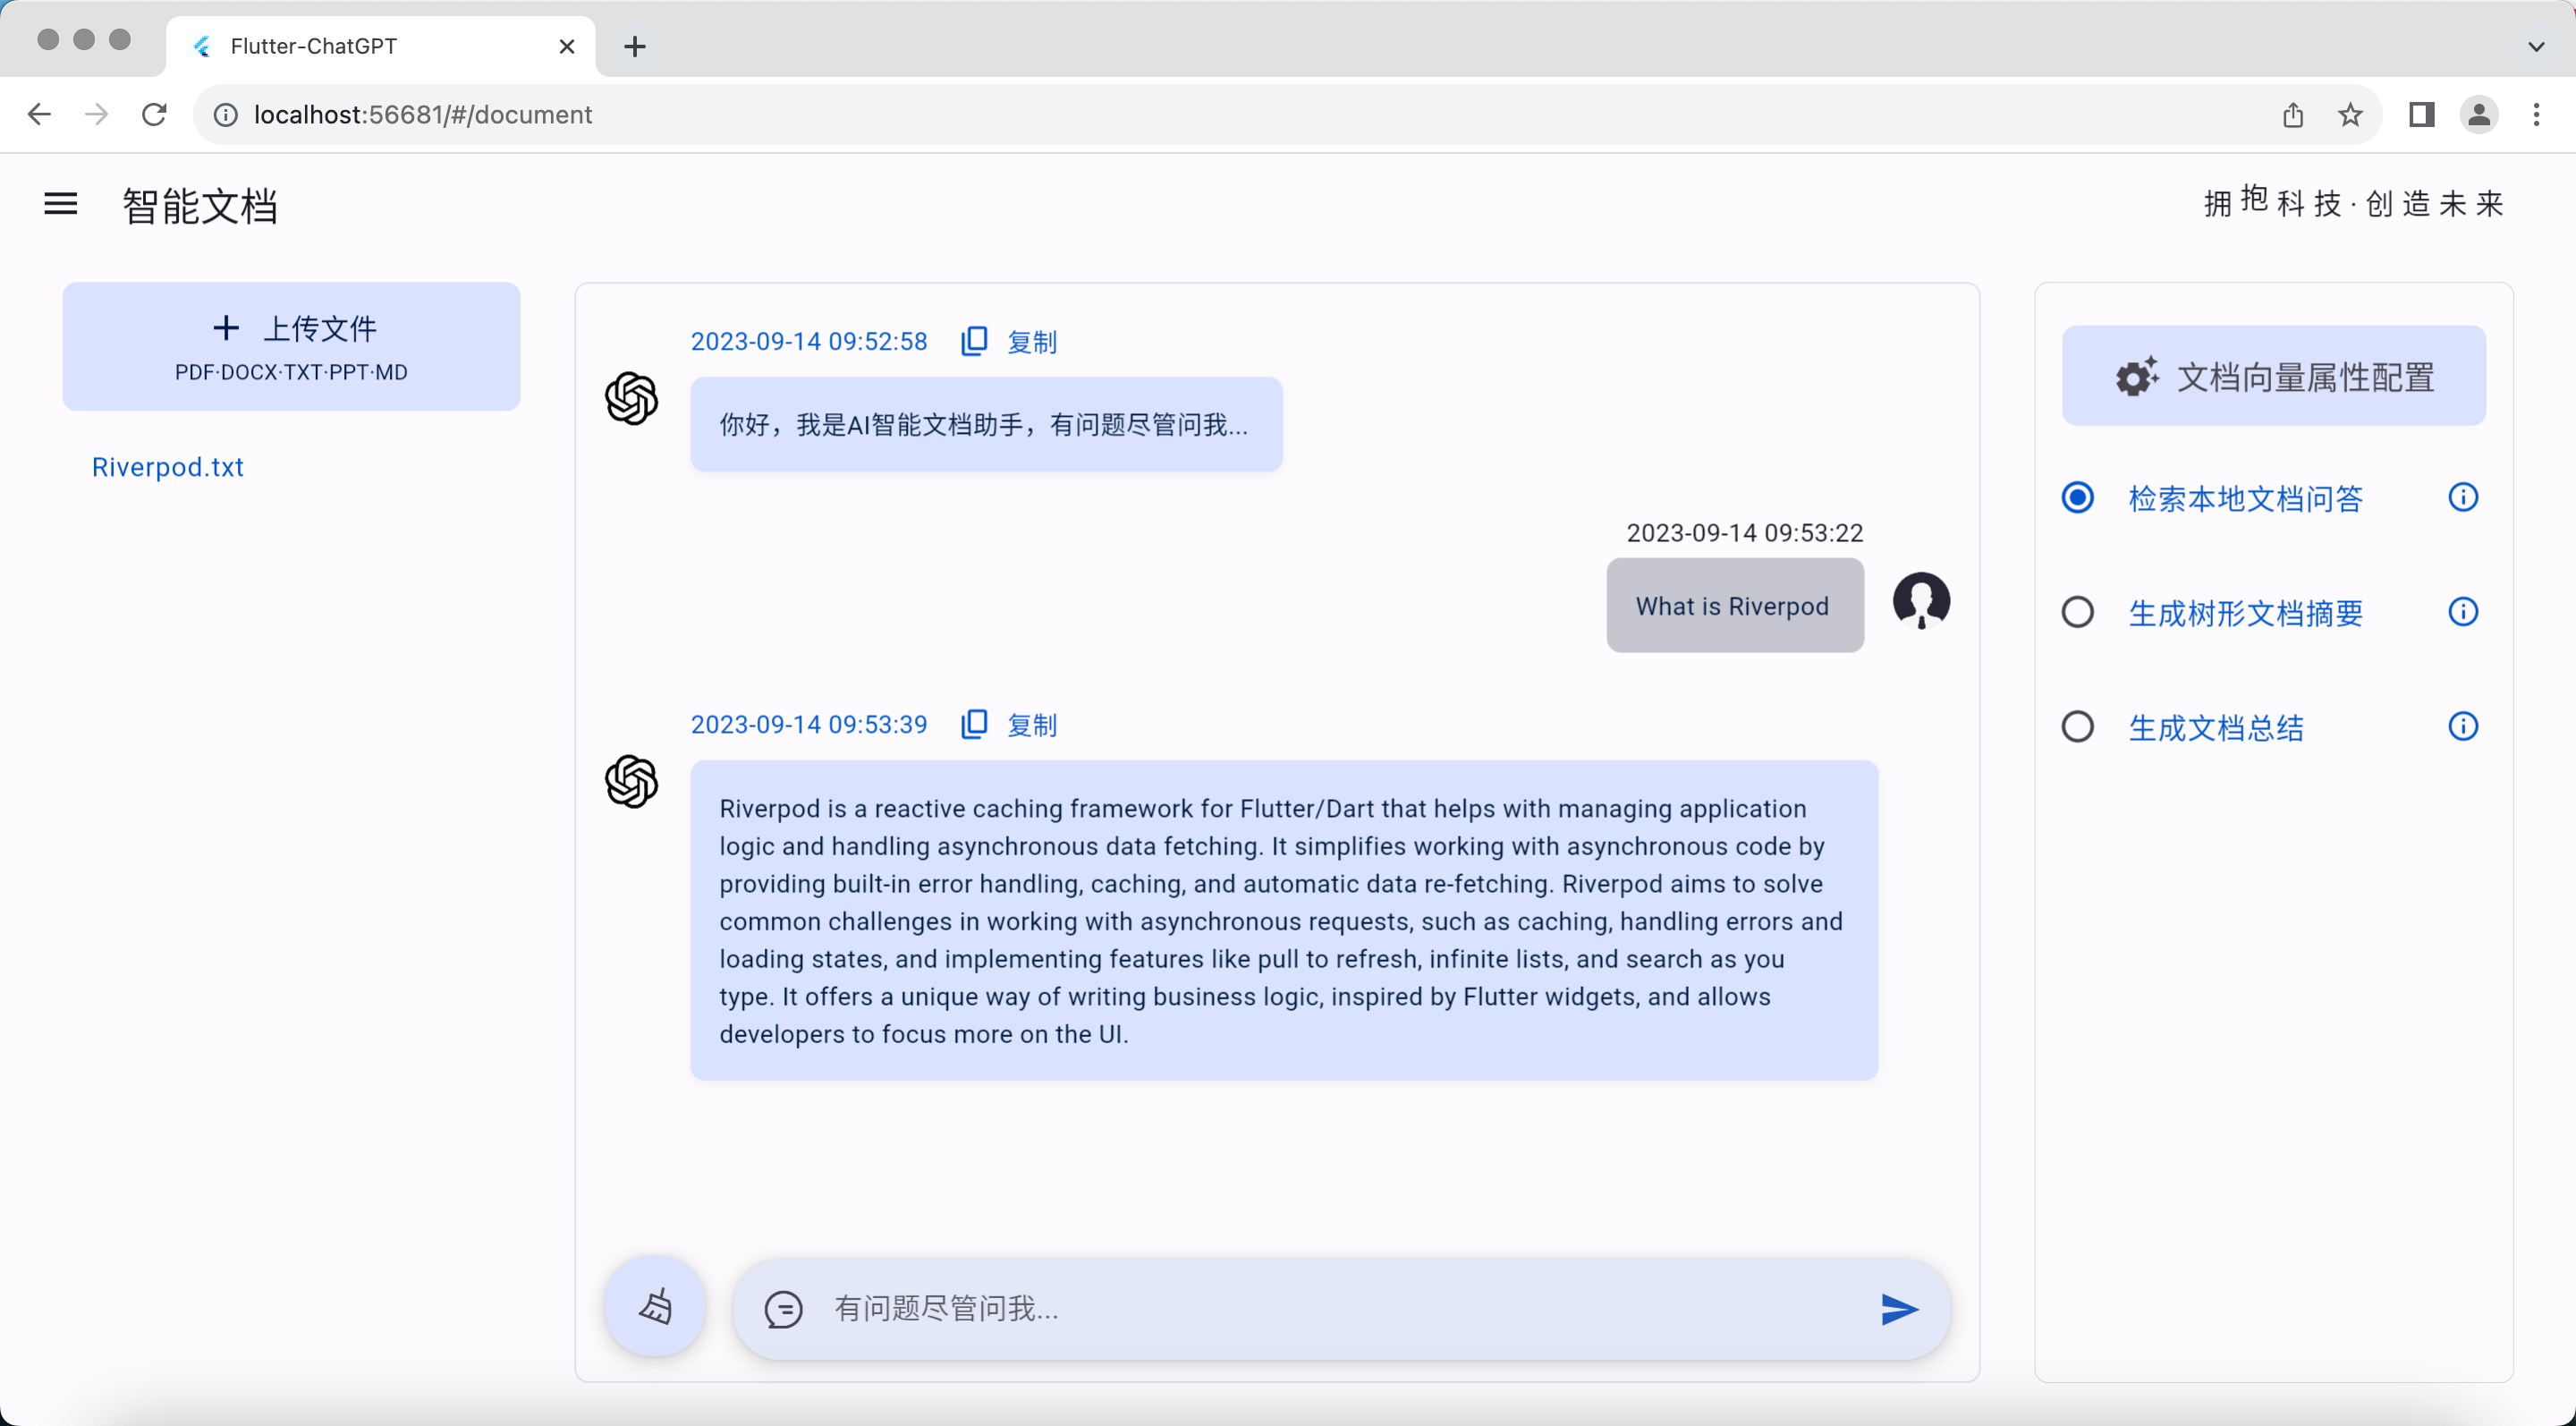 Flutter-ChatGPT
localhost:56681/#/document
智能文档
拥抱科技·创造未来
上传文件
PDF·DOCX·TXT·PPT·MD
Riverpod.txt
2023-09-14 09:52:58 复制
你好，我是AI智能文档助手，有问题尽管问我...
2023-09-14 09:53:22
What is Riverpod
2023-09-14 09:53:39 复制
Riverpod is a reactive caching framework for Flutter/Dart that helps with managing application
logic and handling asynchronous data fetching. It simplifies working with asynchronous code by
providing built-in error handling, caching, and automatic data re-fetching. Riverpod aims to solve
common challenges in working with asynchronous requests, such as caching, handling errors and
loading states, and implementing features like pull to refresh, infinite lists, and search as you
type. It offers a unique way of writing business logic, inspired by Flutter widgets, and allows
developers to focus more on the UI.
有问题尽管问我...
文档向量属性配置
检索本地文档问答
生成树形文档摘要
生成文档总结